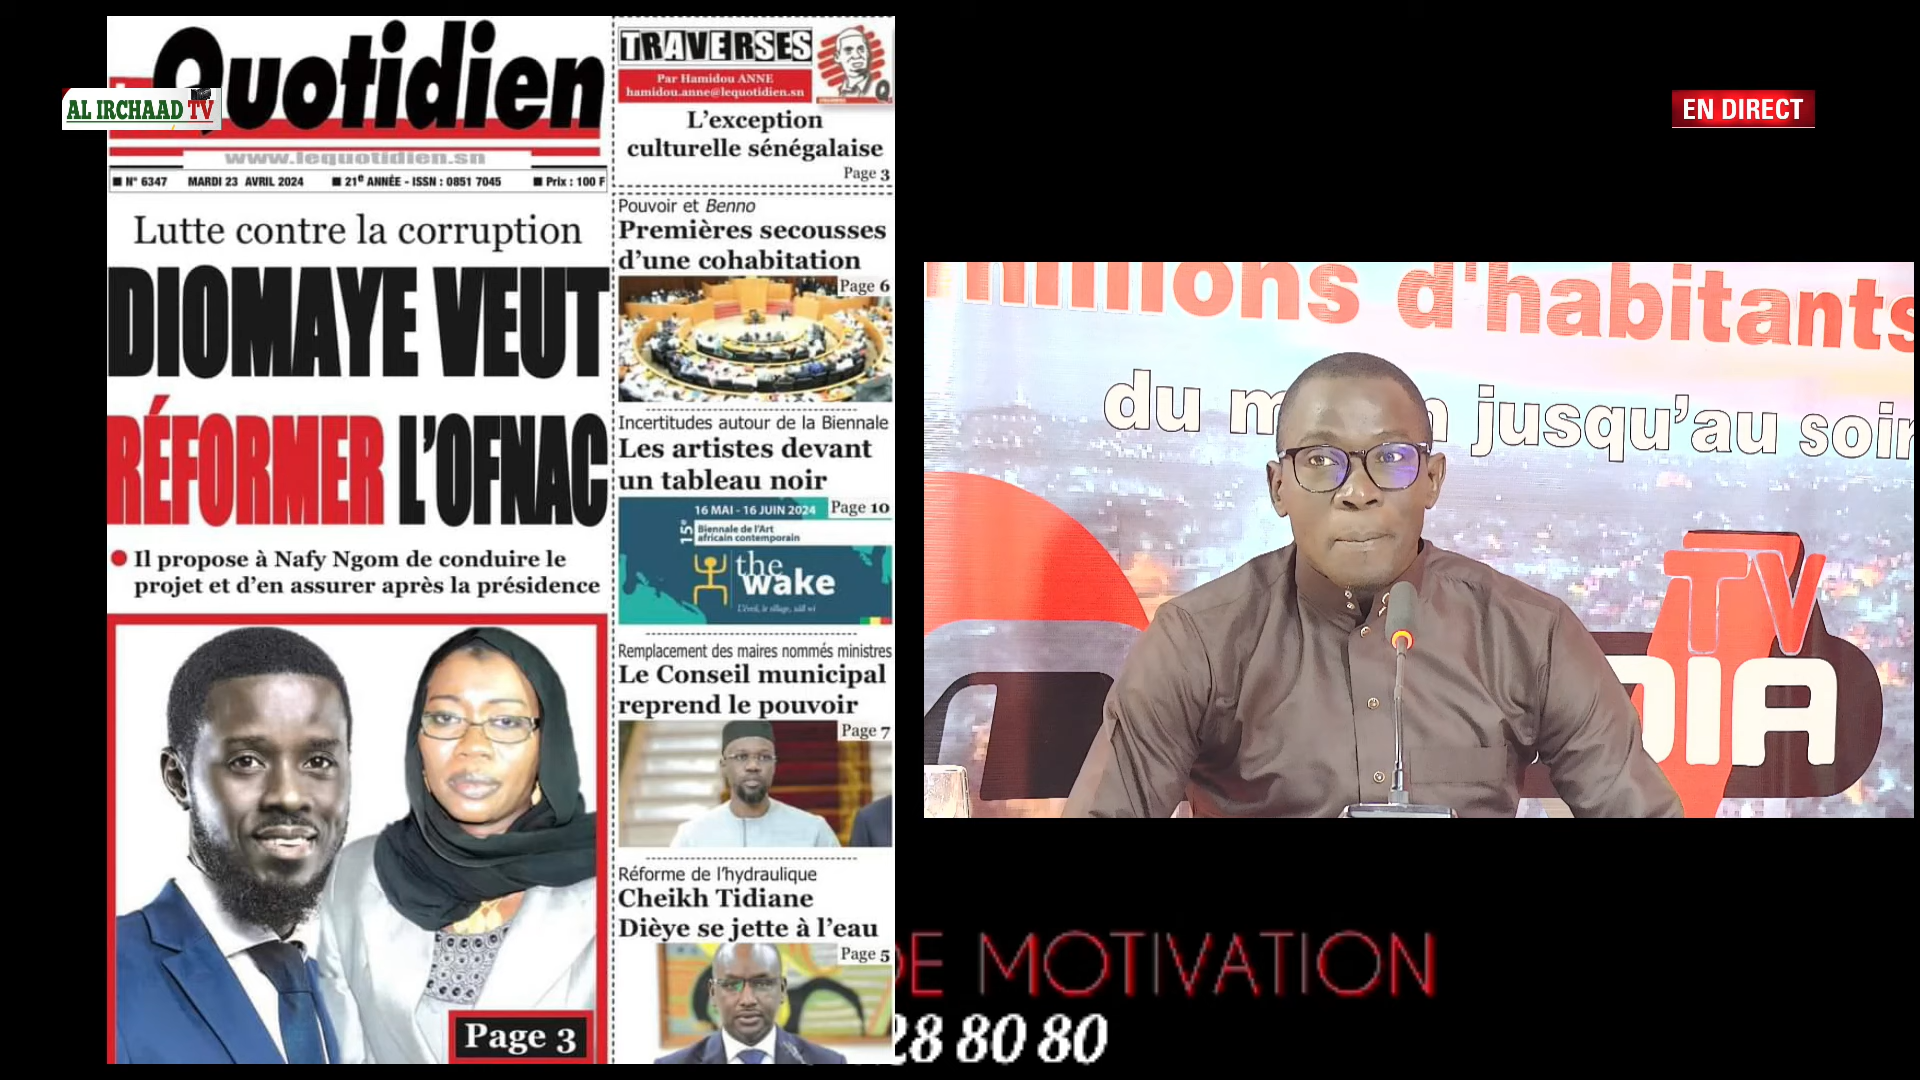 Quotidien
AL IRCHAAD TV
www.lequotidien.sn
N° 6347 MARDI 23 AVRIL 2024 21e ANNÉE - ISSN : 0851 7045 Prix : 100 F
Lutte contre la corruption
DIOMAYE VEUT
RÉFORMER L'OFNAC
Il propose à Nafy Ngom de conduire le
projet et d'en assurer après la présidence
Page 3
TRAVERSES
Par Hamidou ANNE
hamidou.anne@lequotidien.sn
L'exception
culturelle sénégalaise
Page 3
Pouvoir et Benno
Premières secousses
d'une cohabitation
Page 6
Incertitudes autour de la Biennale
Les artistes devant
un tableau noir
Page 10
16 MAI - 16 JUIN 2024
15e
Biennale de l'Art
africain contemporain
the
wake
Remplacement des maires nommés ministres
Le Conseil municipal
reprend le pouvoir
Page 7
Réforme de l'hydraulique
Cheikh Tidiane
Dièye se jette à l'eau
Page 5
EN DIRECT
millions d'habitants
du m n jusqu'au soir
TV
DIA
DE MOTIVATION
28 80 80